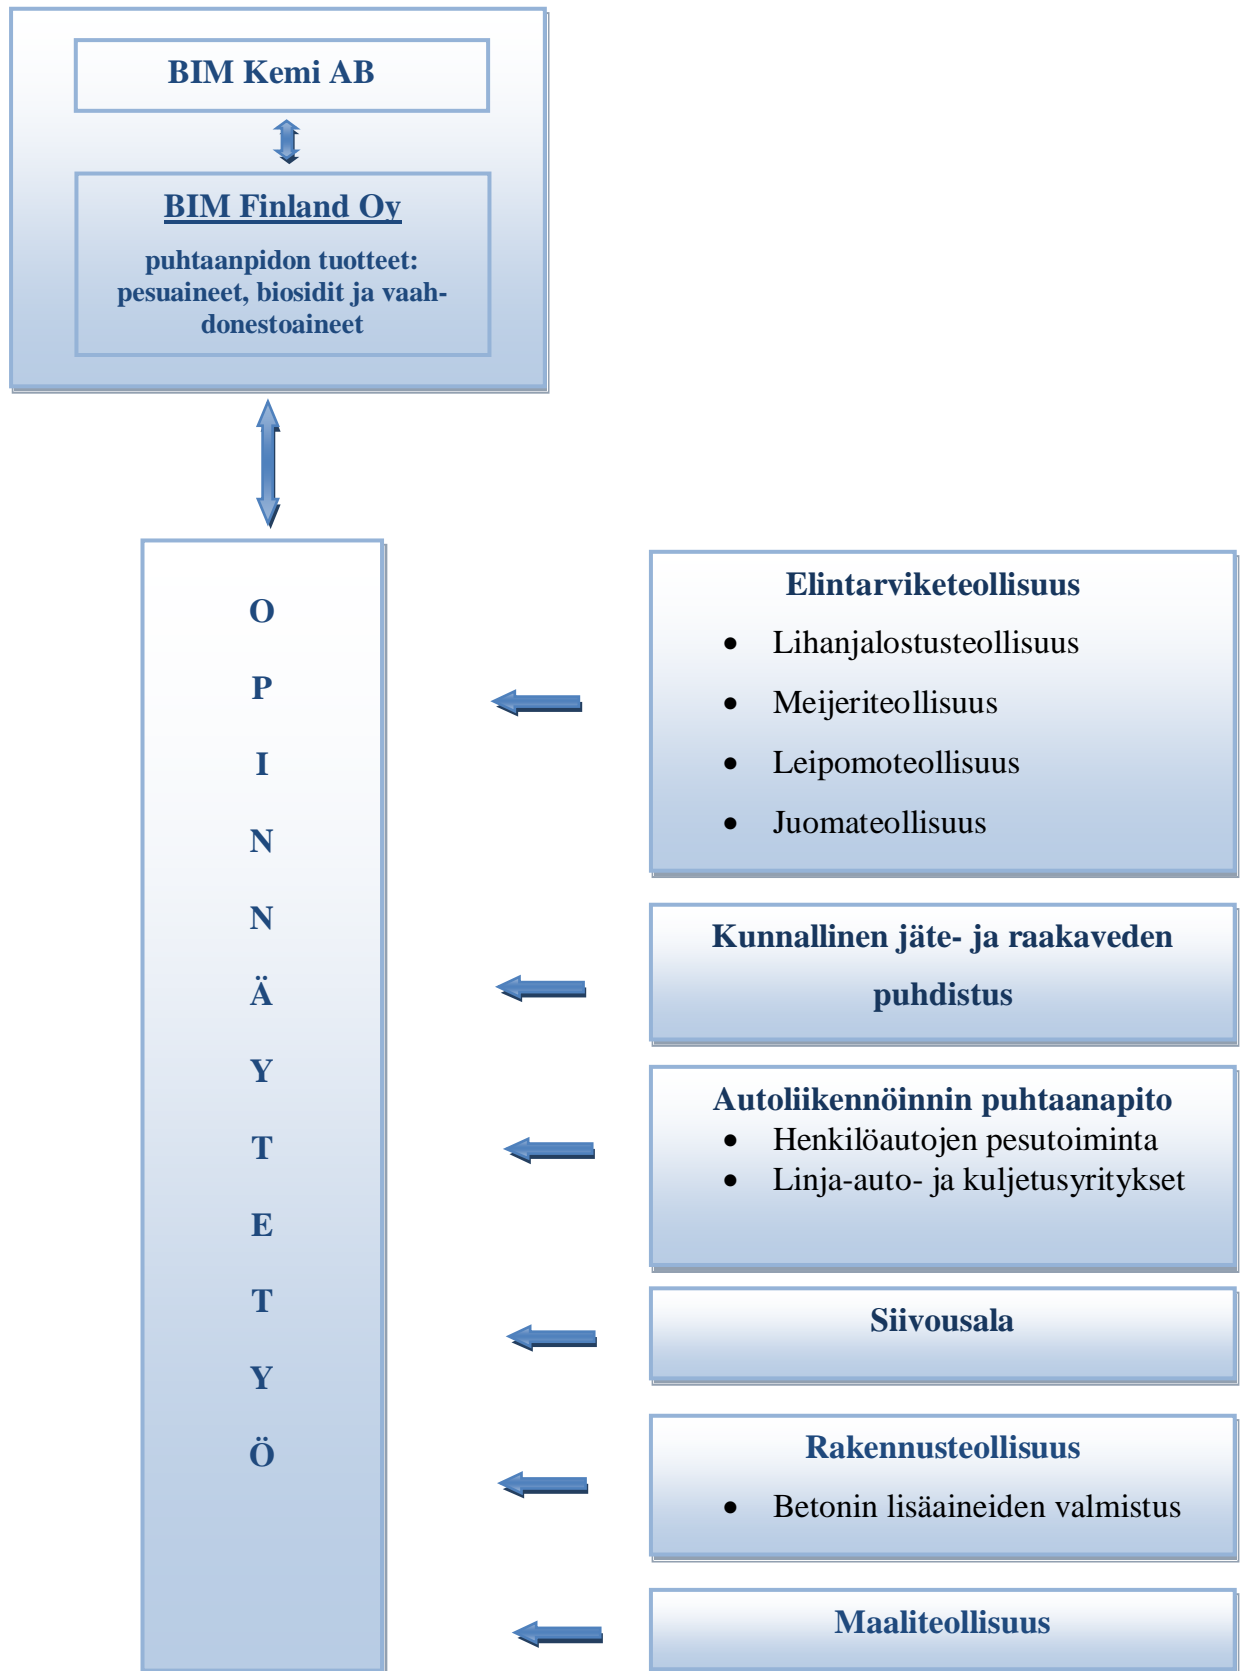 BIM Kemi AB
BIM Finland Oy
puhtaanpidon tuotteet:
pesuaineet, biosidit ja vaah-
donestoaineet
O
P
I
N
N
Ä
Y
T
E
T
Y
Ö
Elintarviketeollisuus
• Lihanjalostusteollisuus
• Meijeriteollisuus
• Leipomoteollisuus
• Juomateollisuus
Kunnallinen jäte- ja raakaveden
puhdistus
Autoliikennöinnin puhtaanapito
• Henkilöautojen pesutoiminta
• Linja-auto- ja kuljetusyritykset
Siivousala
Rakennusteollisuus
• Betonin lisäaineiden valmistus
Maaliteollisuus